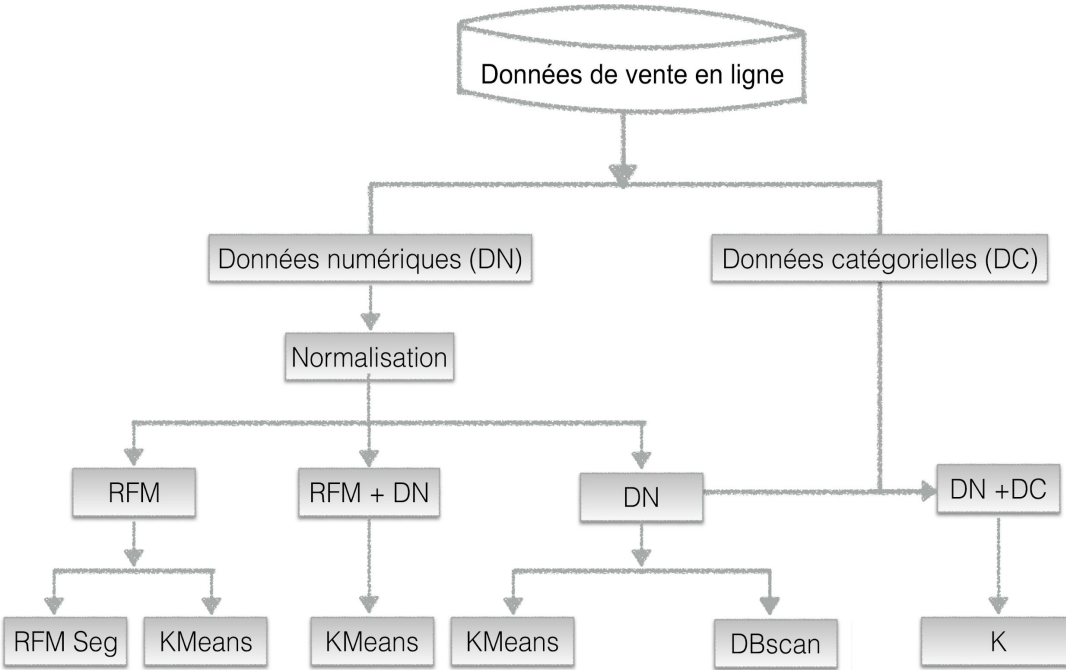 Données de vente en ligne
Données numériques (DN)
Données catégorielles (DC)
Normalisation
RFM
RFM + DN
DN
DN +DC
RFM Seg
KMeans
KMeans
KMeans
DBscan
K